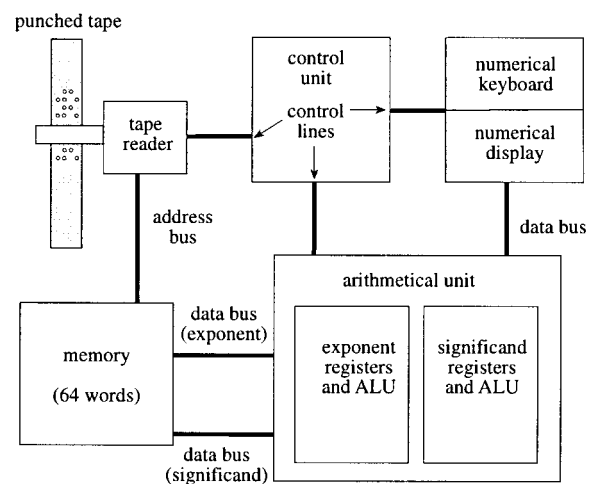 punched tape
tape
reader
control
unit
control
lines
numerical
keyboard
numerical
display
address
bus
data bus
memory
(64 words)
data bus
(exponent)
data bus
(significand)
arithmetical unit
exponent
registers
and ALU
significand
registers
and ALU